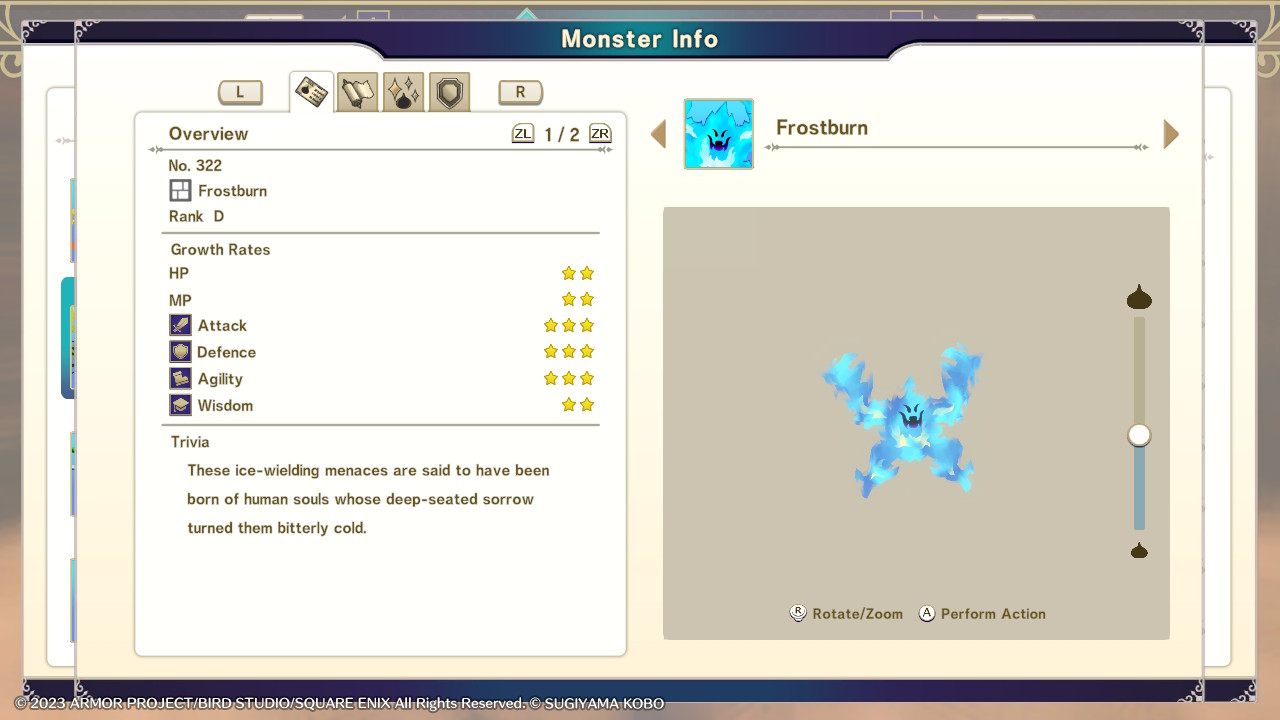 Monster Info
L
R
Overview
ZL 1 / 2 ZR
No. 322
Frostburn
Rank D
Growth Rates
HP
MP
Attack
Defence
Agility
Wisdom
Trivia
These ice-wielding menaces are said to have been
born of human souls whose deep-seated sorrow
turned them bitterly cold.
Frostburn
R Rotate/Zoom A Perform Action
© 2023 ARMOR PROJECT/BIRD STUDIO/SQUARE ENIX All Rights Reserved. © SUGIYAMA KOBO